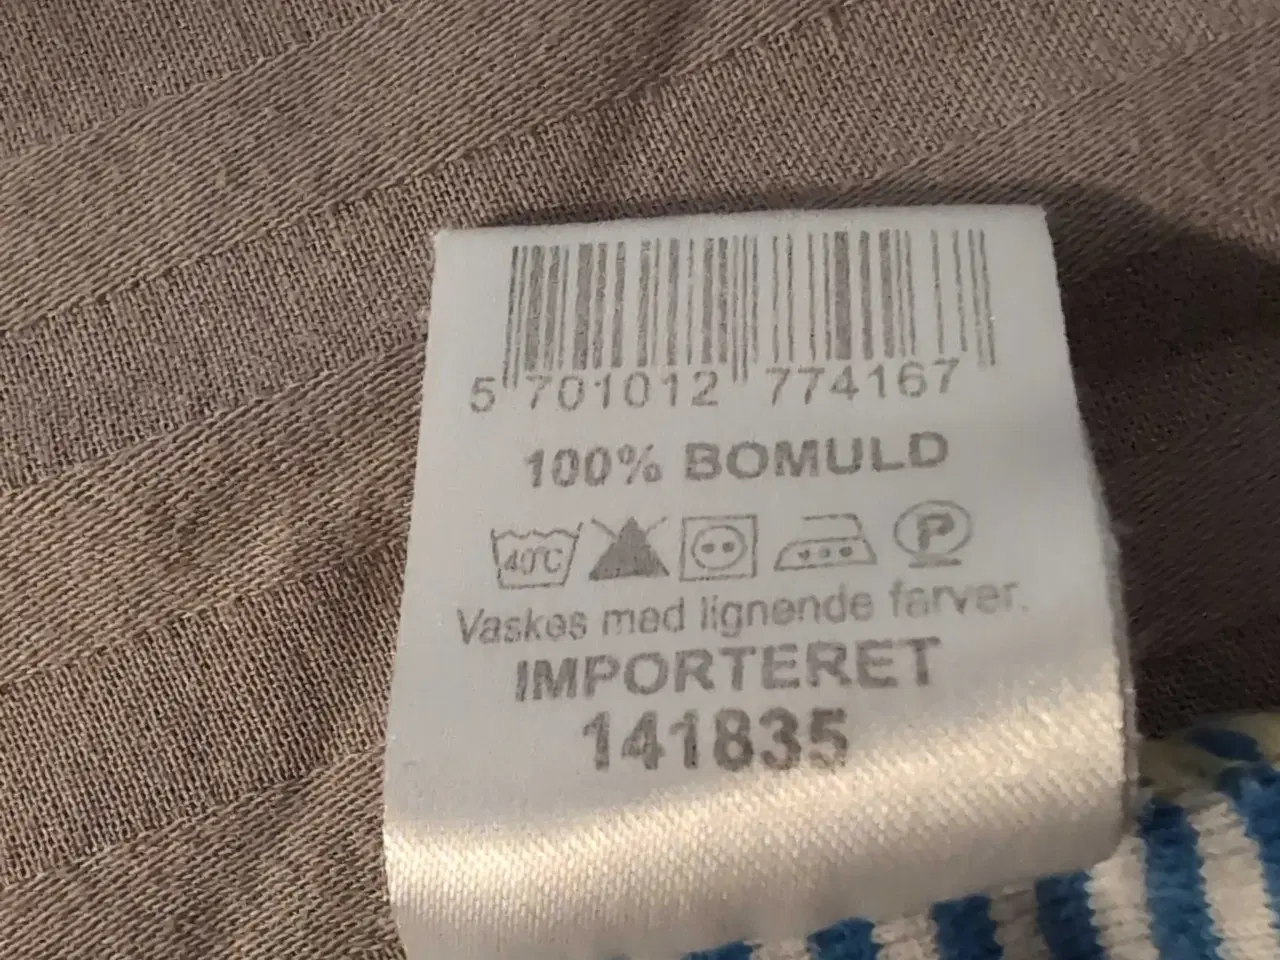 5 701012 774167
100% BOMULD
40°C P
Vaskes med lignende farver.
IMPORTERET
141835